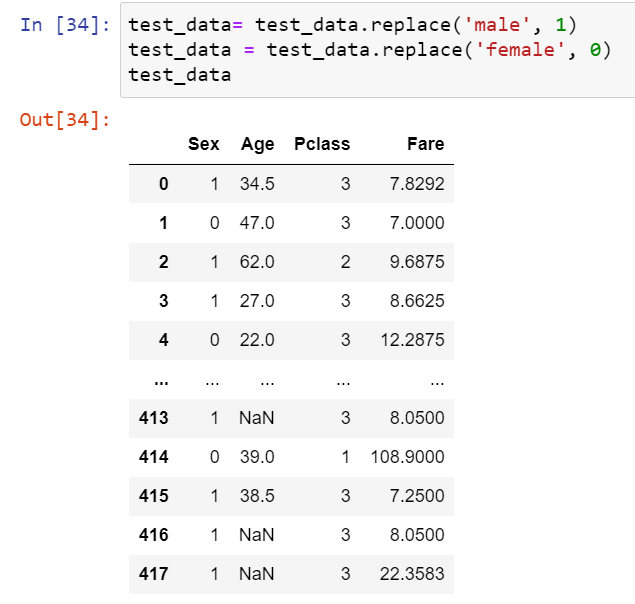 In [34]: test_data= test_data.replace('male', 1)
test_data = test_data.replace('female', 0)
test_data
Out[34]:
Sex Age Pclass Fare
0 1 34.5 3 7.8292
1 0 47.0 3 7.0000
2 1 62.0 2 9.6875
3 1 27.0 3 8.6625
4 0 22.0 3 12.2875
... ... ... ... ...
413 1 NaN 3 8.0500
414 0 39.0 1 108.9000
415 1 38.5 3 7.2500
416 1 NaN 3 8.0500
417 1 NaN 3 22.3583